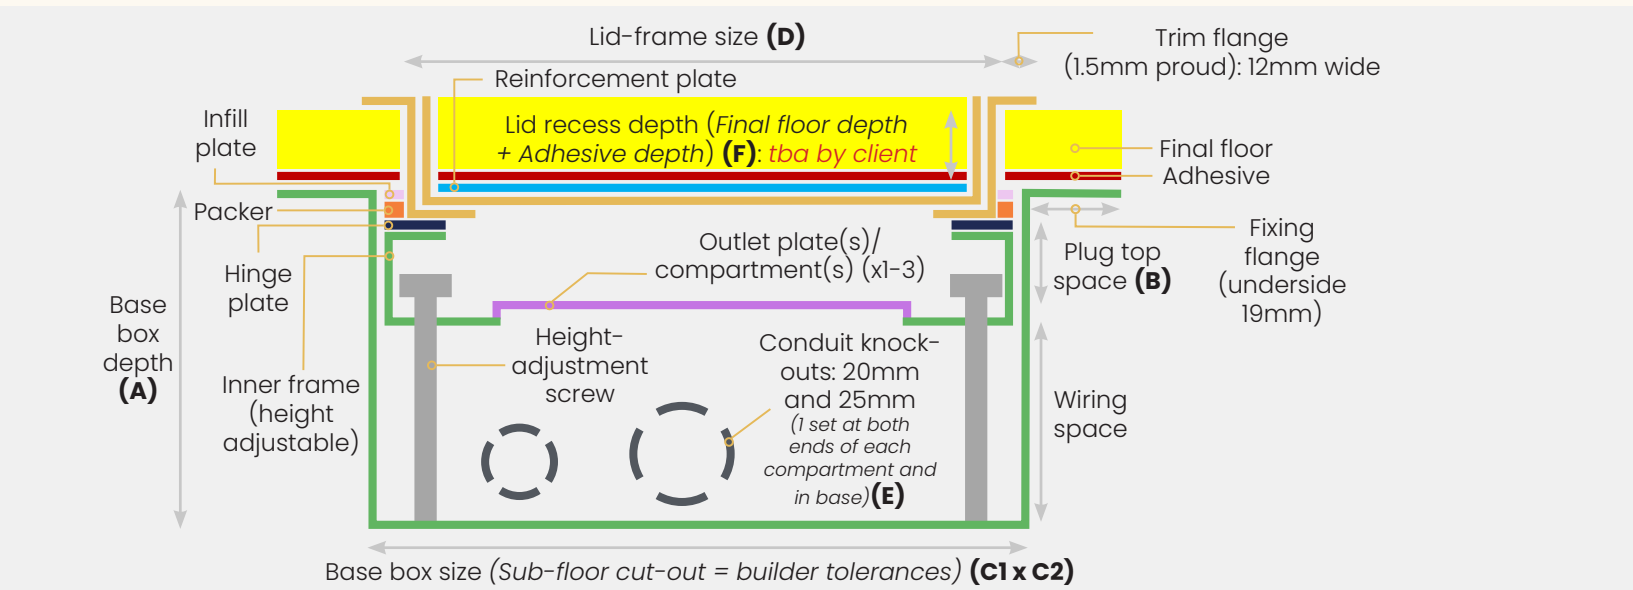 Lid-frame size (D)
Trim flange
(1.5mm proud): 12mm wide
Reinforcement plate
Infill
plate
Lid recess depth (Final floor depth
+ Adhesive depth) (F): tba by client
Final floor
Adhesive
Packer
Hinge
plate
Outlet plate(s)/
compartment(s) (x1-3)
Plug top
space (B)
Fixing
flange
(underside
19mm)
Base
box
depth
(A)
Inner frame
(height
adjustable)
Height-
adjustment
screw
Conduit knock-
outs: 20mm
and 25mm
(1 set at both
ends of each
compartment and
in base)(E)
Wiring
space
Base box size (Sub-floor cut-out = builder tolerances) (C1 x C2)